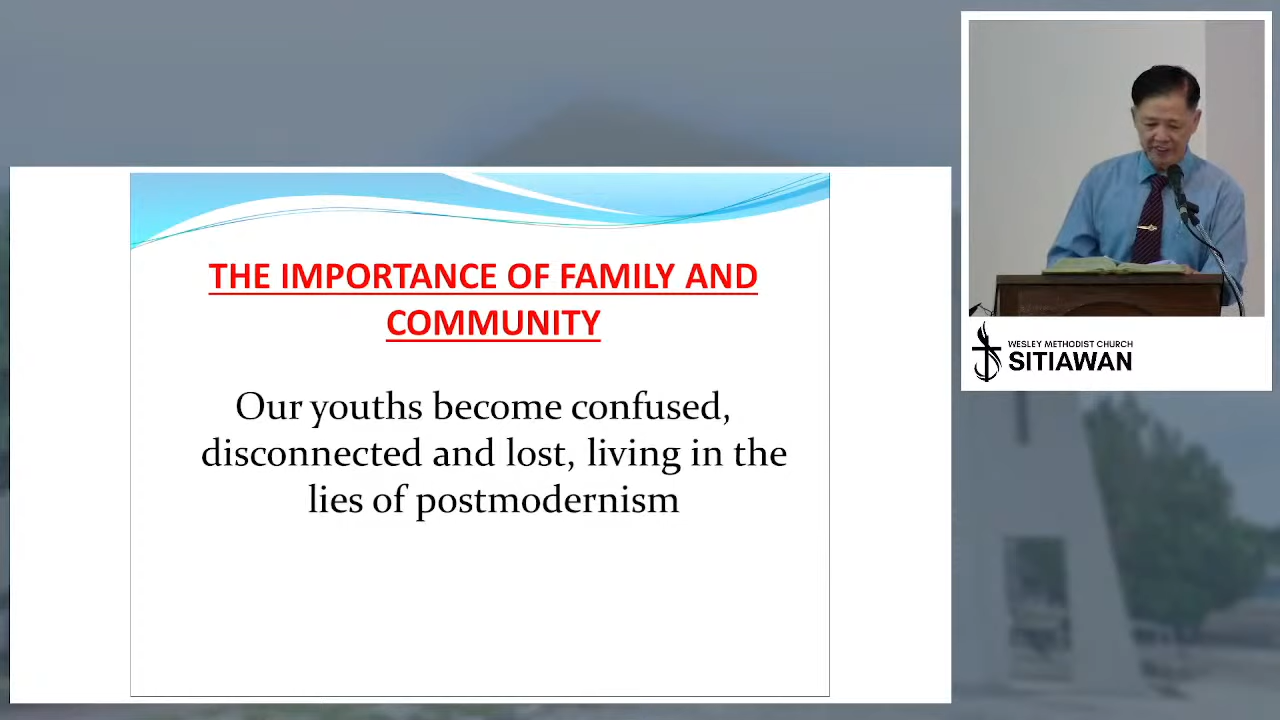 THE IMPORTANCE OF FAMILY AND
COMMUNITY
Our youths become confused,
disconnected and lost, living in the
lies of postmodernism
WESLEY METHODIST CHURCH
SITIAWAN